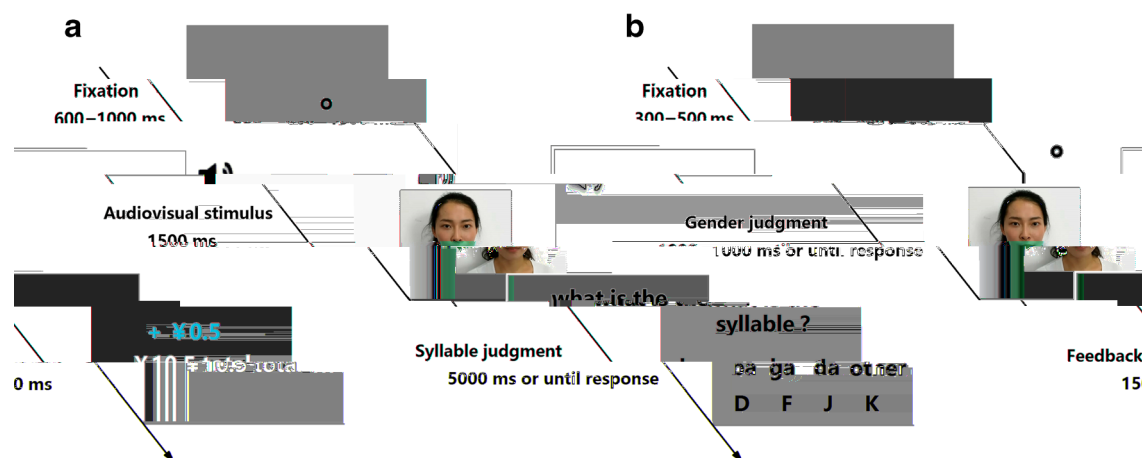 a
b
Fixation
600–1000 ms
Fixation
300–500 ms
Audiovisual stimulus
1500 ms
Gender judgment
1000 ms or until response
what is the
syllable ?
ga da other
D F J K
+ ¥0.5
Syllable judgment
5000 ms or until response
0 ms
Feedback
15